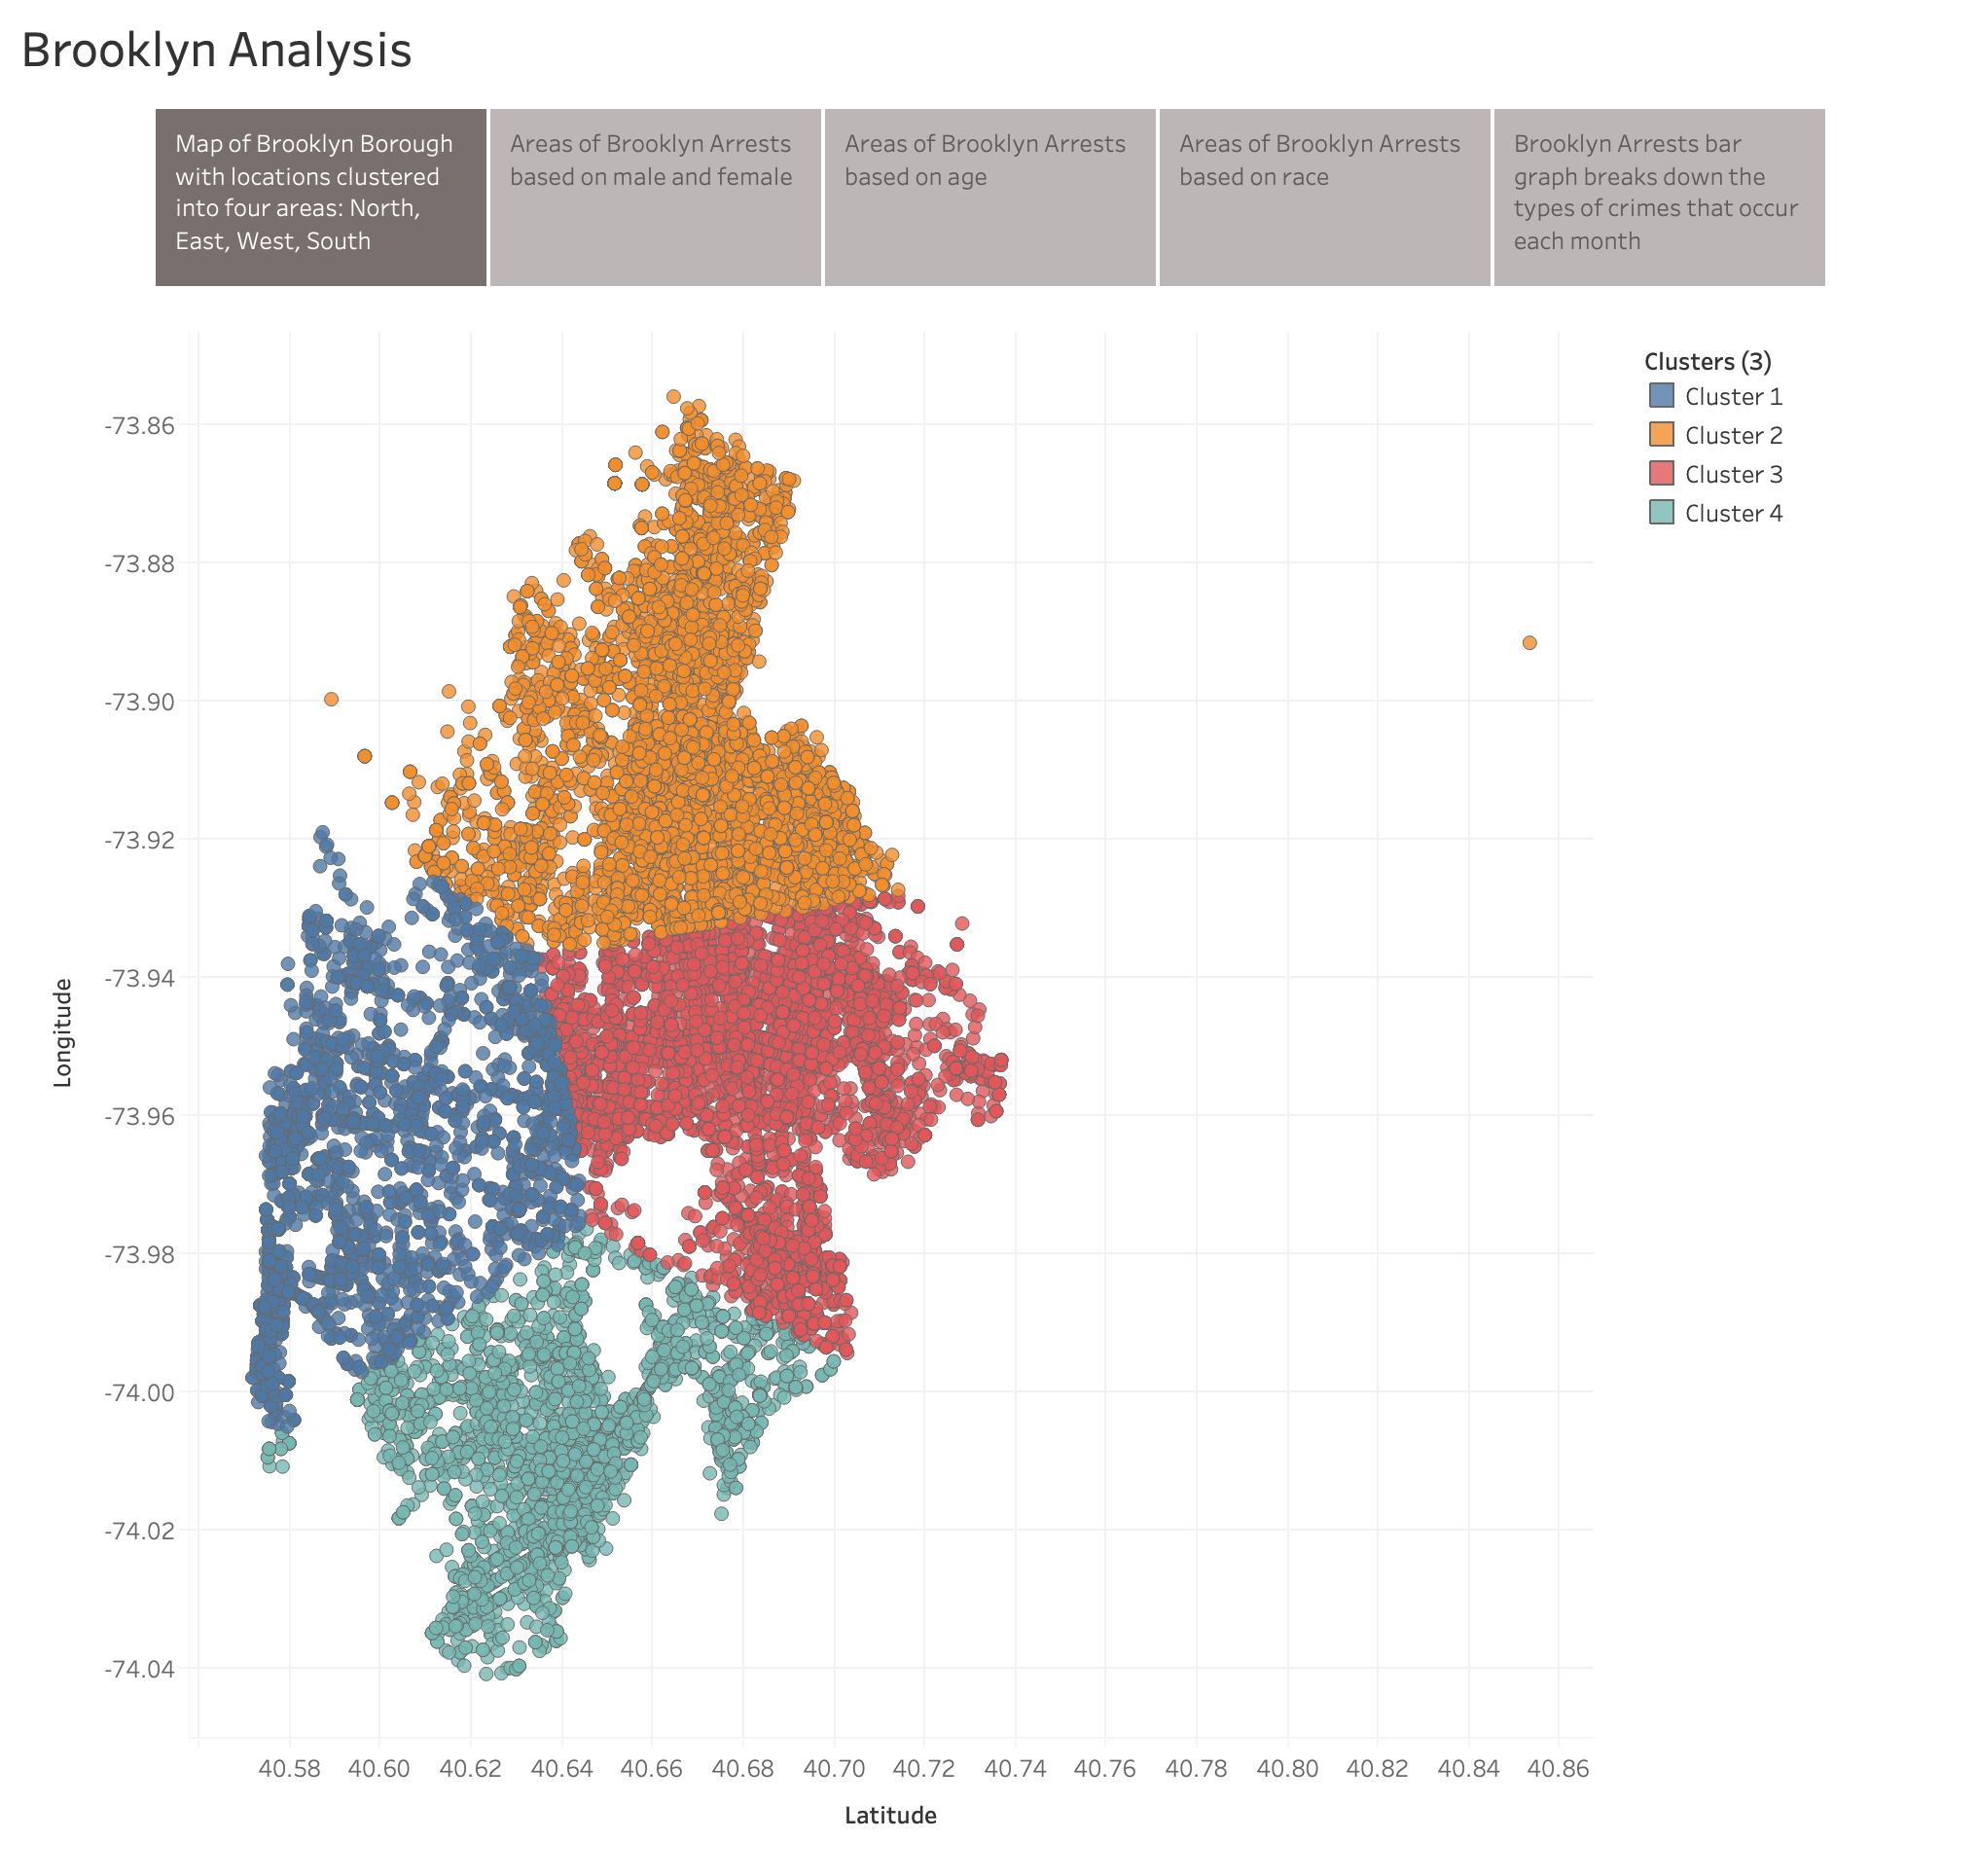 Brooklyn Analysis
Map of Brooklyn Borough
with locations clustered
into four areas: North,
East, West, South
Areas of Brooklyn Arrests
based on male and female
Areas of Brooklyn Arrests
based on age
Areas of Brooklyn Arrests
based on race
Brooklyn Arrests bar
graph breaks down the
types of crimes that occur
each month
Clusters (3)
Cluster 1
Cluster 2
Cluster 3
Cluster 4
Longitude
-73.86
-73.88
-73.90
-73.92
-73.94
-73.96
-73.98
-74.00
-74.02
-74.04
40.58 40.60 40.62 40.64 40.66 40.68 40.70 40.72 40.74 40.76 40.78 40.80 40.82 40.84 40.86
Latitude